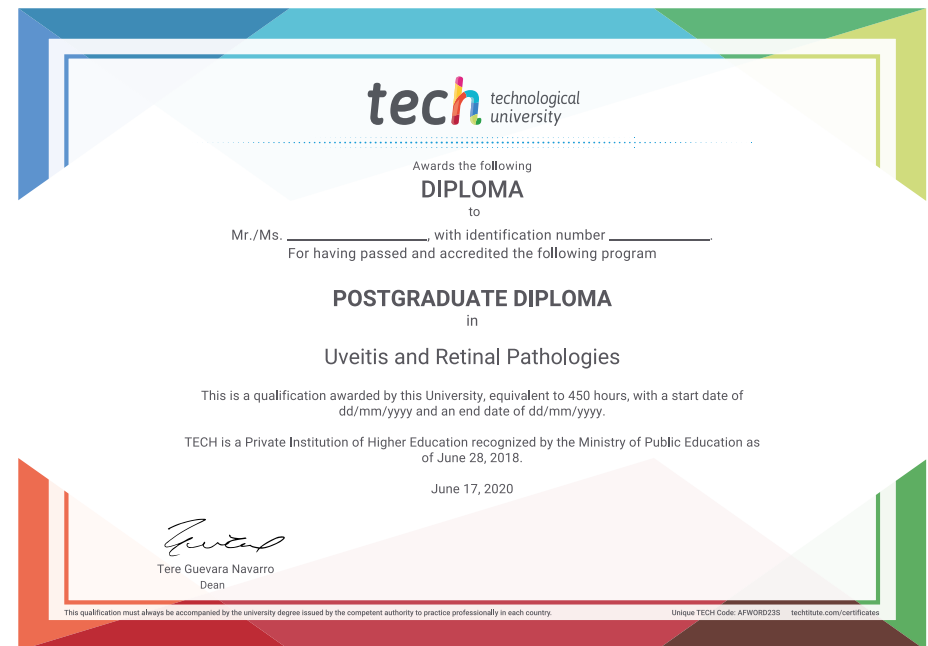 tech technological
university
Awards the following
DIPLOMA
to
Mr./Ms. ____________________, with identification number ______________.
For having passed and accredited the following program
POSTGRADUATE DIPLOMA
in
Uveitis and Retinal Pathologies
This is a qualification awarded by this University, equivalent to 450 hours, with a start date of
dd/mm/yyyy and an end date of dd/mm/yyyy.
TECH is a Private Institution of Higher Education recognized by the Ministry of Public Education as
of June 28, 2018.
June 17, 2020
Tere Guevara Navarro
Dean
This qualification must always be accompanied by the university degree issued by the competent authority to practice professionally in each country. Unique TECH Code: AFWORD23S techtitute.com/certificates